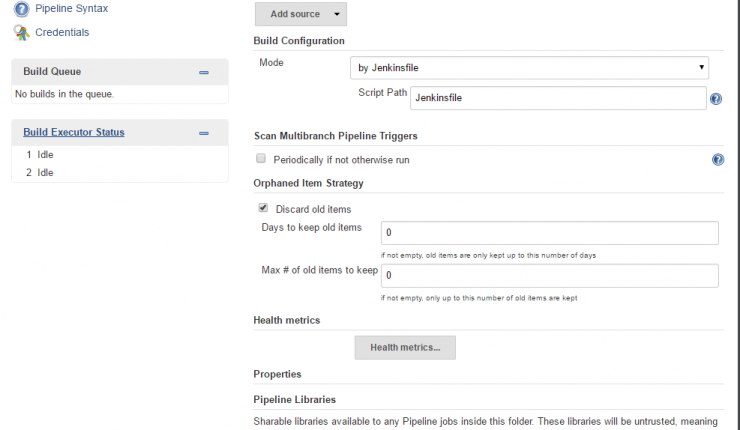 Pipeline Syntax
Credentials
Build Queue
No builds in the queue.
Build Executor Status
1 Idle
2 Idle
Add source
Build Configuration
Mode
by Jenkinsfile
Script Path
Jenkinsfile
Scan Multibranch Pipeline Triggers
Periodically if not otherwise run
Orphaned Item Strategy
Discard old items
Days to keep old items
0
if not empty, old items are only kept up to this number of days
Max # of old items to keep
0
if not empty, only up to this number of old items are kept
Health metrics
Health metrics...
Properties
Pipeline Libraries
Sharable libraries available to any Pipeline jobs inside this folder. These libraries will be untrusted, meaning